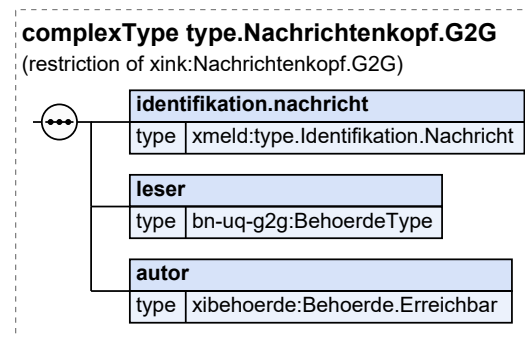 complexType type.Nachrichtenkopf.G2G
(restriction of xink:Nachrichtenkopf.G2G)
identifikation.nachricht
type xmeld:type.Identifikation.Nachricht
leser
type bn-uq-g2g:BehoerdeType
autor
type xibehoerde:Behoerde.Erreichbar